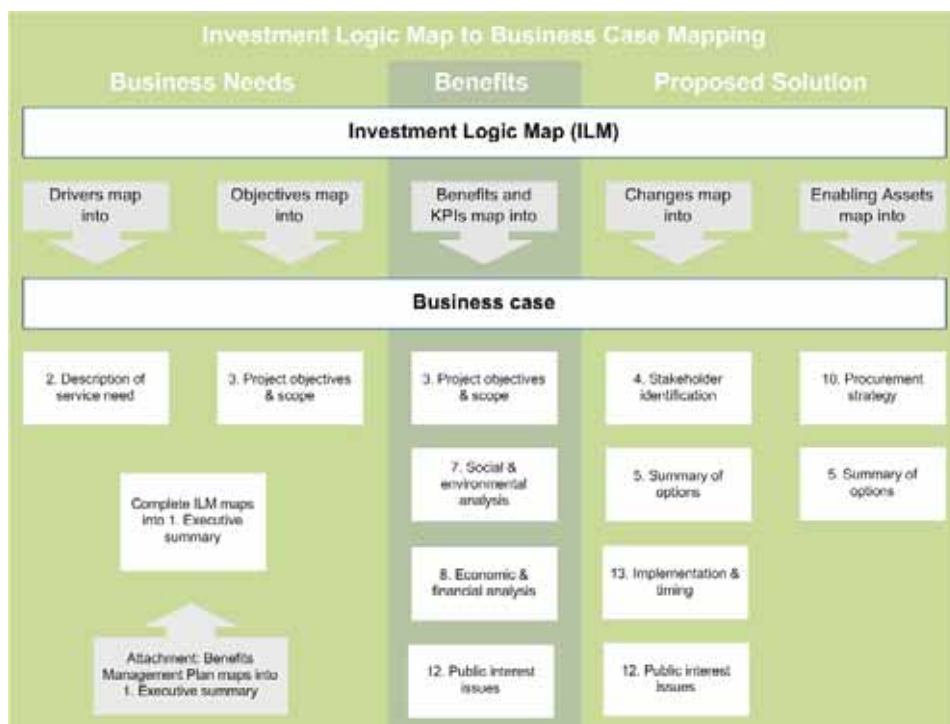 Investment Logic Map to Business Case Mapping
Business Needs
Benefits
Proposed Solution
Investment Logic Map (ILM)
Drivers map
into
Objectives map
into
Benefits and
KPIs map into
Changes map
into
Enabling Assets
map into
Business case
2. Description of
service need
3. Project objectives
& scope
3. Project objectives
& scope
4. Stakeholder
identification
10. Procurement
strategy
7. Social &
environmental
analysis
5. Summary of
options
5. Summary of
options
Complete ILM maps
into 1. Executive
summary
8. Economic &
financial analysis
13. Implementation &
timing
Attachment: Benefits
Management Plan maps into
1. Executive summary
12. Public interest
issues
12. Public interest
issues